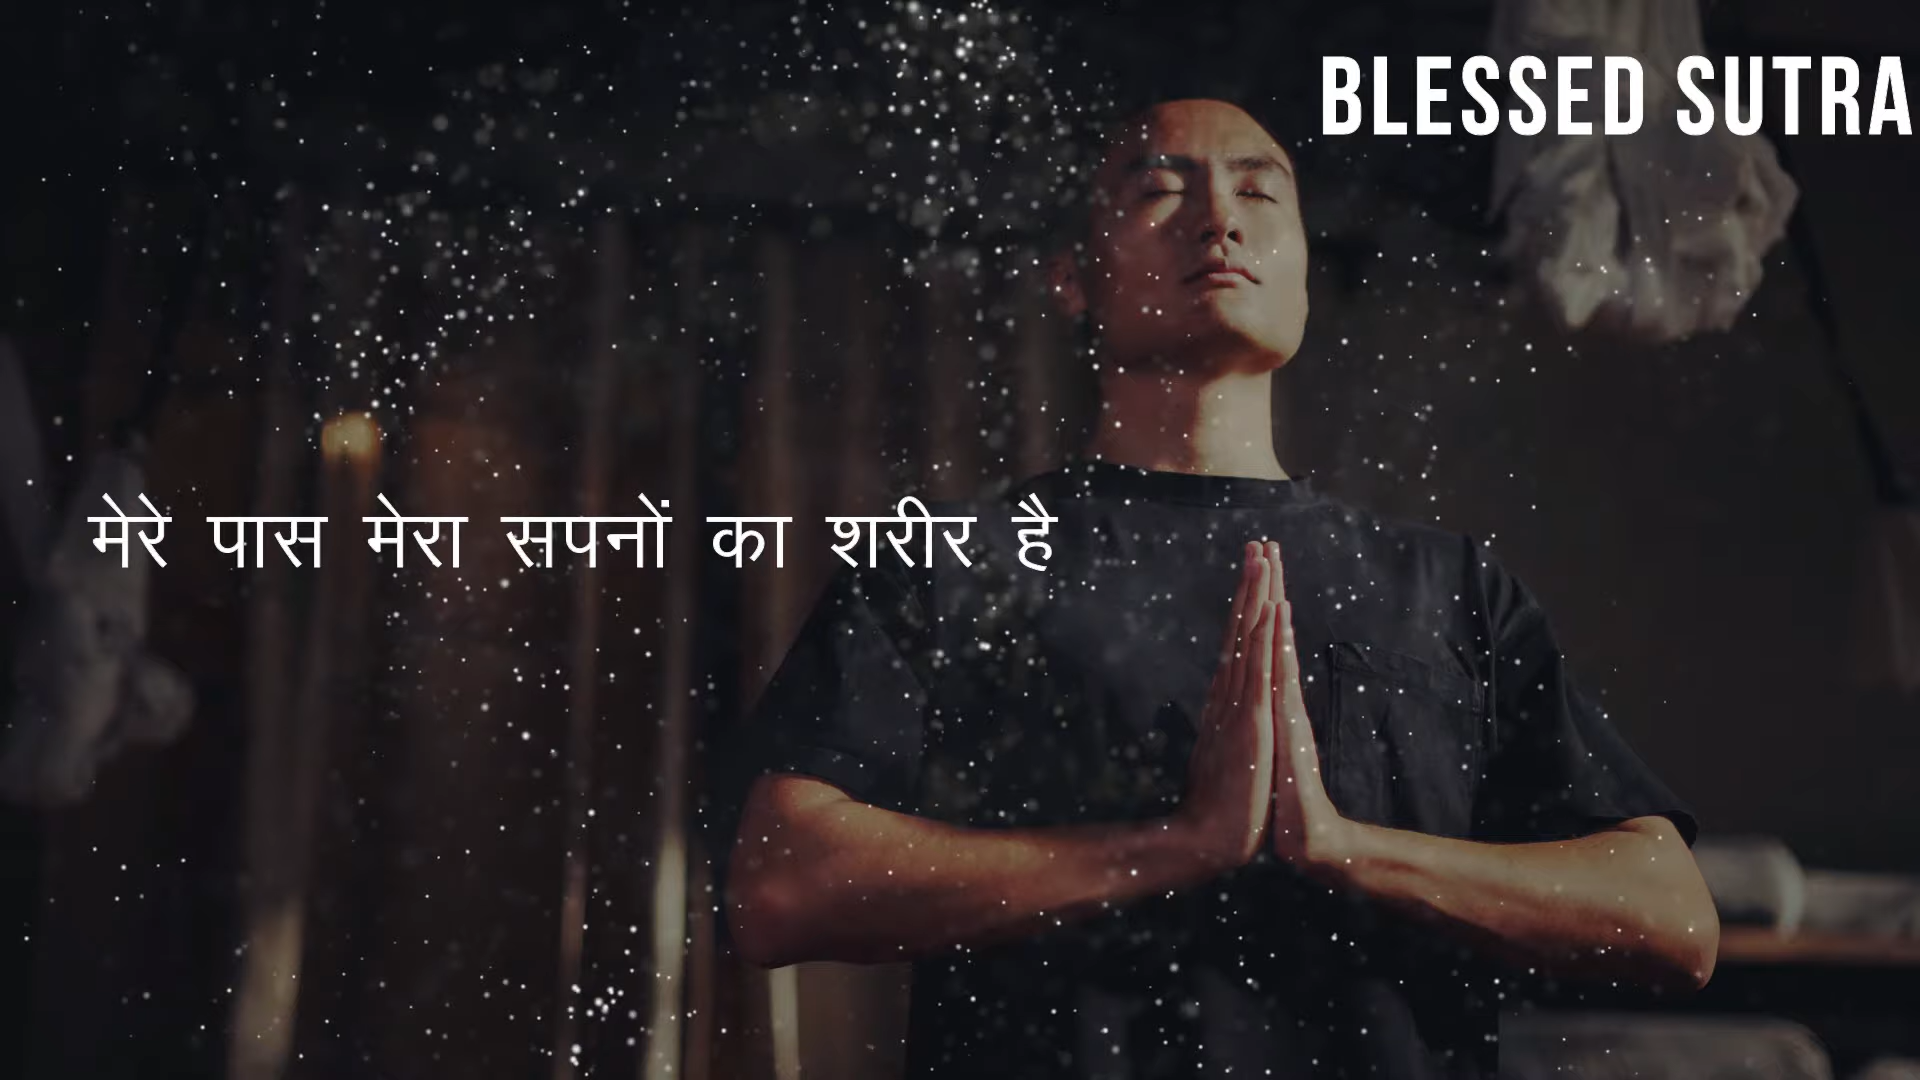 BLESSED SUTRA
मेरे पास मेरा सपनों का शरीर है